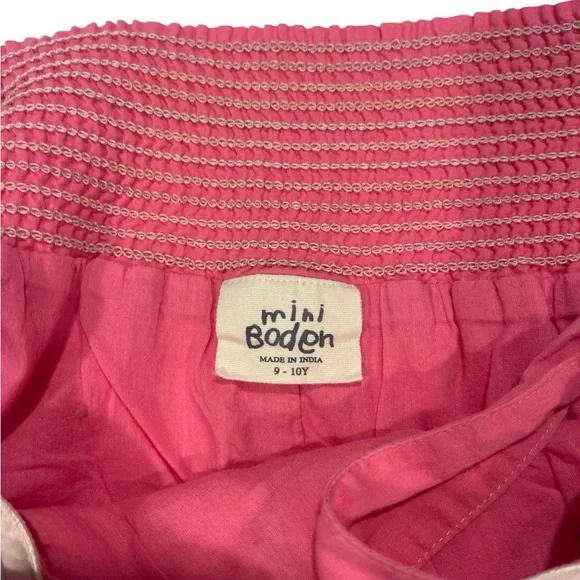 mini
Boden
MADE IN INDIA
9 - 10Y